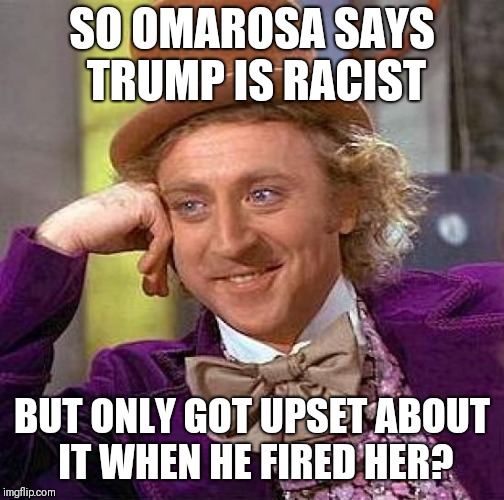 SO OMAROSA SAYS
TRUMP IS RACIST
BUT ONLY GOT UPSET ABOUT
IT WHEN HE FIRED HER?
imgflip.com